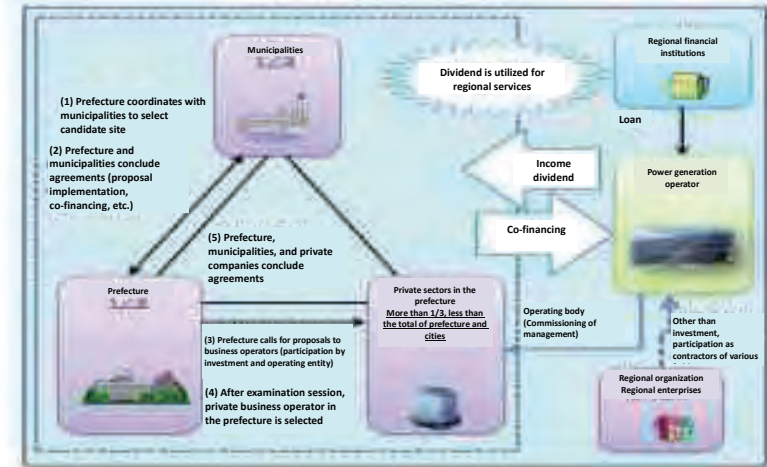 Municipalities
Regional financial
institutions
Dividend is utilized for
regional services
(1) Prefecture coordinates with
municipalities to select
candidate site
Loan
(2) Prefecture and
municipalities conclude
agreements (proposal
implementation,
co-financing, etc.)
Income
dividend
Power generation
operator
Co-financing
(5) Prefecture,
municipalities, and private
companies conclude
agreements
Prefecture
Private sectors in the
prefecture
More than 1/3, less than
the total of prefecture and
cities
Operating body
(Commissioning of
management)
Other than
investment,
participation as
contractors of various
(3) Prefecture calls for proposals to
business operators (participation by
investment and operating entity)
(4) After examination session,
private business operator in
the prefecture is selected
Regional organization
Regional enterprises